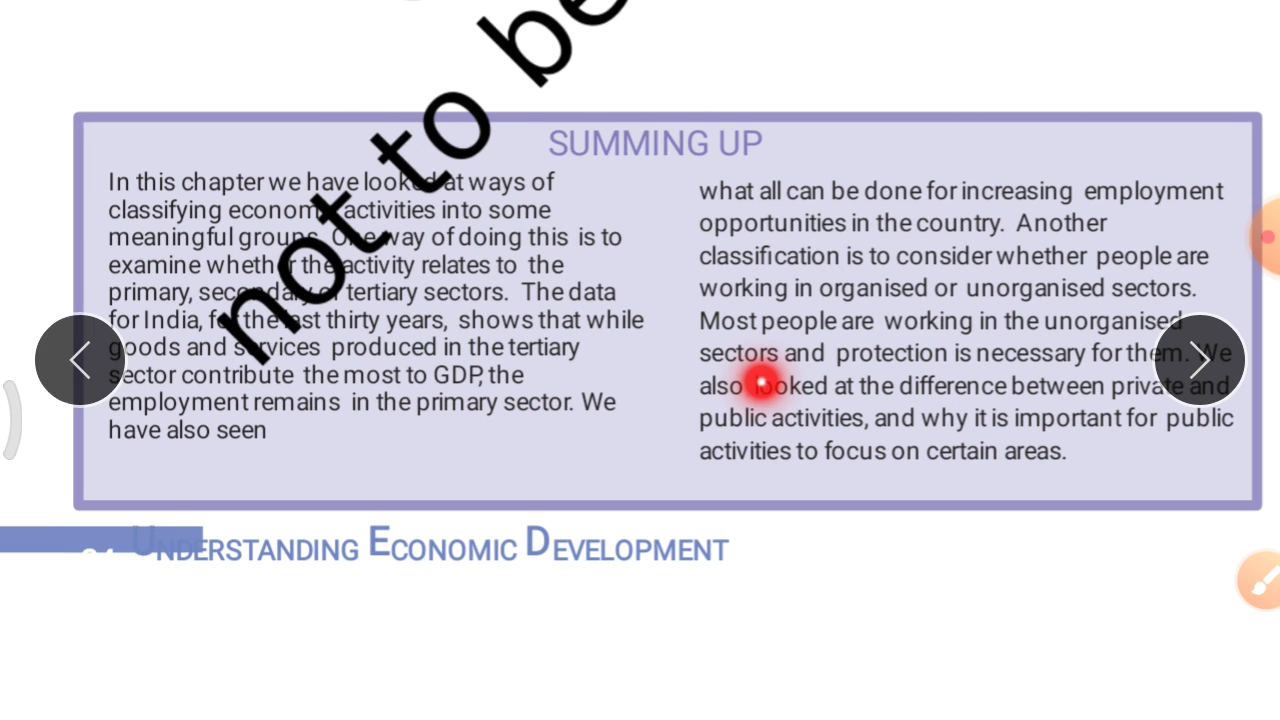 not to be
SUMMING UP
In this chapter we have looked at ways of
classifying economic activities into some
meaningful groups. One way of doing this is to
examine whether the activity relates to the
primary, secondary or tertiary sectors. The data
for India, for the last thirty years, shows that while
goods and services produced in the tertiary
sector contribute the most to GDP, the
employment remains in the primary sector. We
have also seen
what all can be done for increasing employment
opportunities in the country. Another
classification is to consider whether people are
working in organised or unorganised sectors.
Most people are working in the unorganised
sectors and protection is necessary for them. We
also looked at the difference between private and
public activities, and why it is important for public
activities to focus on certain areas.
UNDERSTANDING ECONOMIC DEVELOPMENT